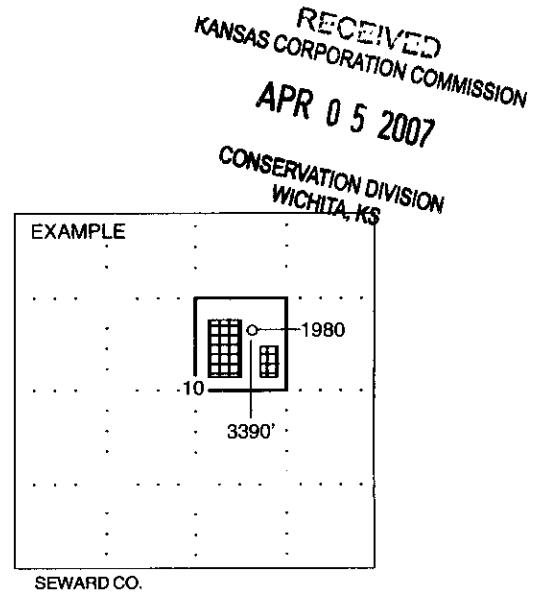 RECEIVED
KANSAS CORPORATION COMMISSION
APR 05 2007
CONSERVATION DIVISION
WICHITA, KS
EXAMPLE
1980
10
3390'
SEWARD CO.